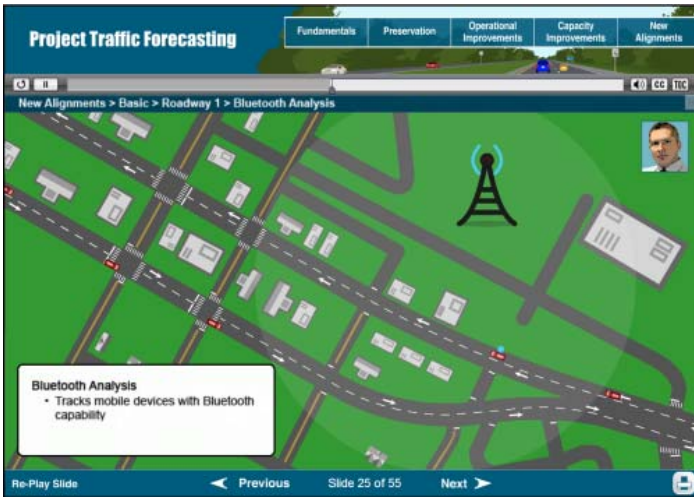 Project Traffic Forecasting
Fundamentals
Preservation
Operational
Improvements
Capacity
Improvements
New
Alignments
CC
TOC
New Alignments > Basic > Roadway 1 > Bluetooth Analysis
Bluetooth Analysis
• Tracks mobile devices with Bluetooth
capability
Re-Play Slide
Previous
Slide 25 of 55
Next